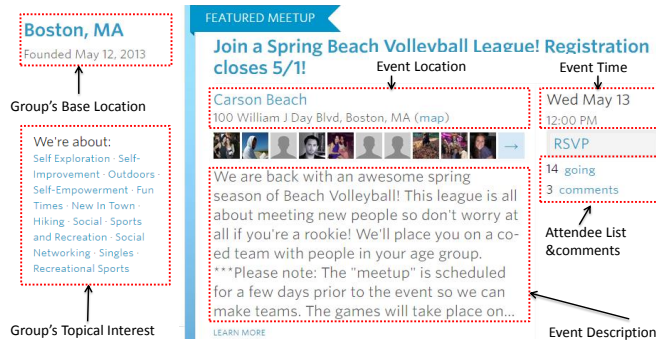 Boston, MA
Founded May 12, 2013
Group's Base Location
We're about:
Self Exploration · Self-
Improvement · Outdoors ·
Self-Empowerment · Fun
Times · New In Town ·
Hiking · Social · Sports
and Recreation · Social
Networking · Singles ·
Recreational Sports
Group's Topical Interest
FEATURED MEETUP
Join a Spring Beach Volleyball League! Registration
closes 5/1!
Event Location
Event Time
Carson Beach
100 William J Day Blvd, Boston, MA (map)
Wed May 13
12:00 PM
→
RSVP
14 going
3 comments
Attendee List
&comments
We are back with an awesome spring
season of Beach Volleyball! This league is all
about meeting new people so don't worry at
all if you're a rookie! We'll place you on a co-
ed team with people in your age group.
***Please note: The "meetup" is scheduled
for a few days prior to the event so we can
make teams. The games will take place on...
LEARN MORE
Event Description